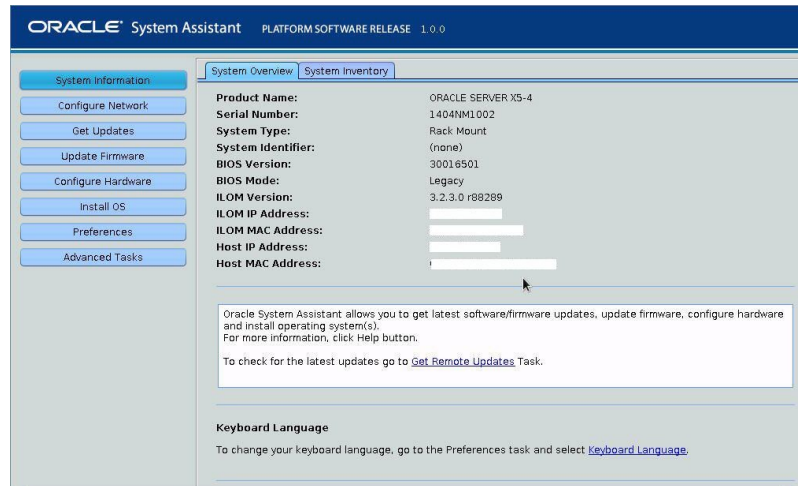 ORACLE System Assistant PLATFORM SOFTWARE RELEASE 1.0.0
System Information
Configure Network
Get Updates
Update Firmware
Configure Hardware
Install OS
Preferences
Advanced Tasks
System Overview System Inventory
Product Name: ORACLE SERVER X5-4
Serial Number: 1404NM1002
System Type: Rack Mount
System Identifier: (none)
BIOS Version: 30016501
BIOS Mode: Legacy
ILOM Version: 3.2.3.0 r88289
ILOM IP Address:
ILOM MAC Address:
Host IP Address:
Host MAC Address:
Oracle System Assistant allows you to get latest software/firmware updates, update firmware, configure hardware
and install operating system(s).
For more information, click Help button.
To check for the latest updates go to Get Remote Updates Task.
Keyboard Language
To change your keyboard language, go to the Preferences task and select Keyboard Language.